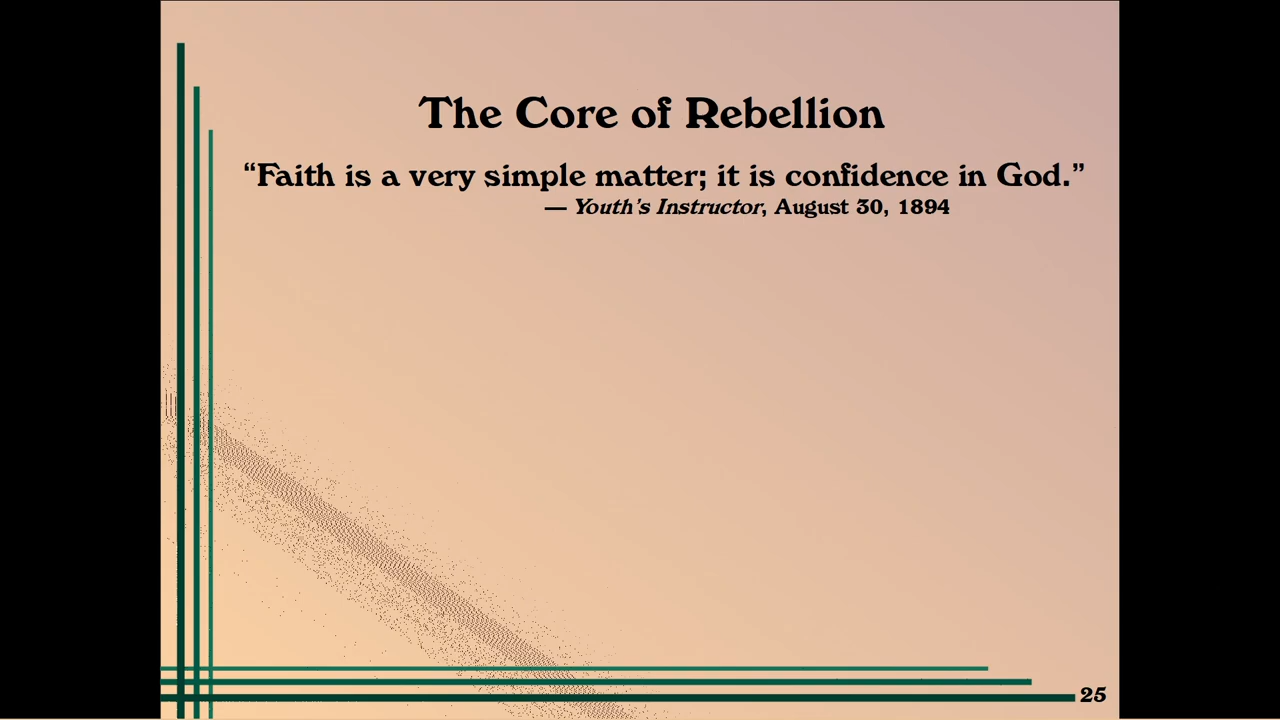 The Core of Rebellion
“Faith is a very simple matter; it is confidence in God.”
— Youth’s Instructor, August 30, 1894
25